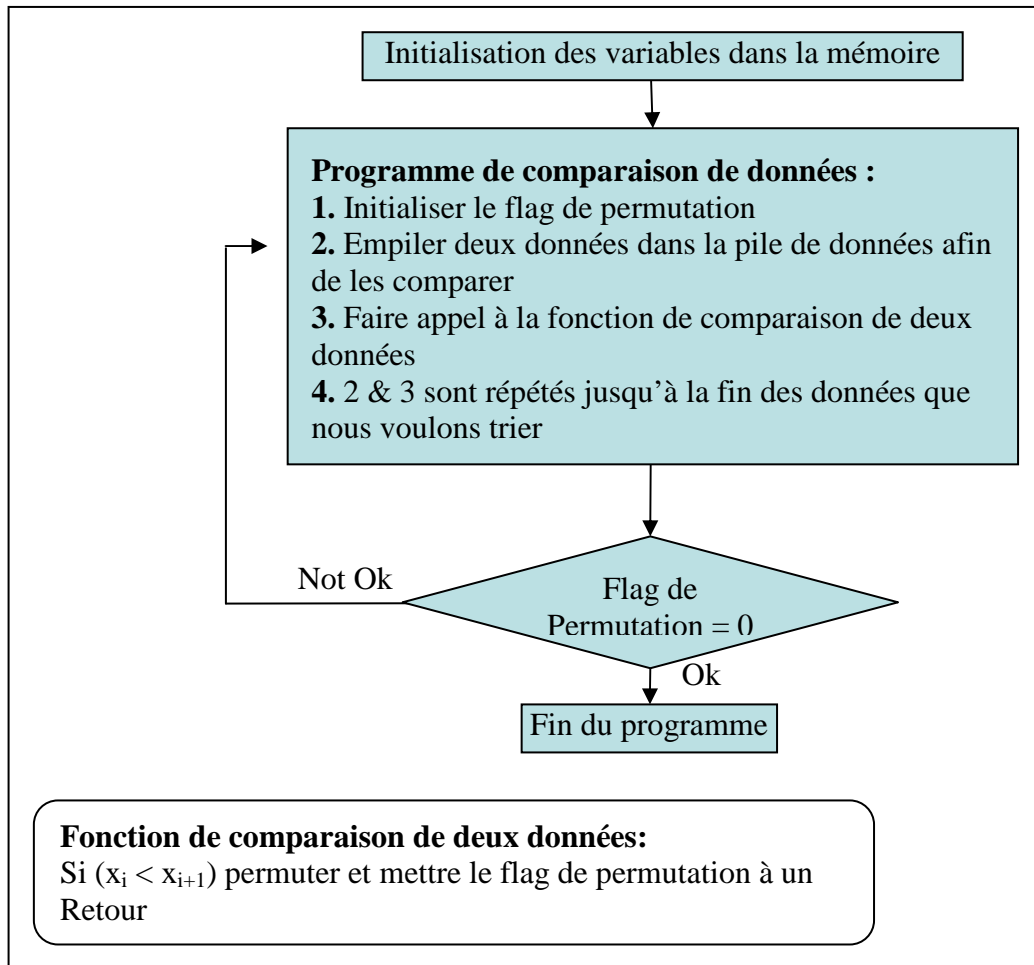 Initialisation des variables dans la mémoire
Programme de comparaison de données :
1. Initialiser le flag de permutation
2. Empiler deux données dans la pile de données afin
de les comparer
3. Faire appel à la fonction de comparaison de deux
données
4. 2 & 3 sont répétés jusqu’à la fin des données que
nous voulons trier
Not Ok
Flag de
Permutation = 0
Ok
Fin du programme
Fonction de comparaison de deux données:
Si (xᵢ < xᵢ₊₁) permuter et mettre le flag de permutation à un
Retour